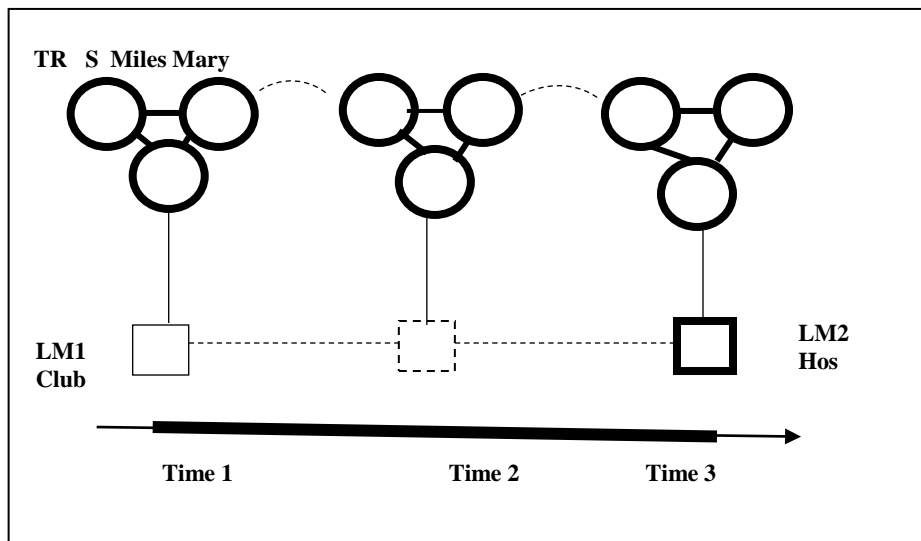 TR S Miles Mary
LM1
Club
LM2
Hos
Time 1 Time 2 Time 3